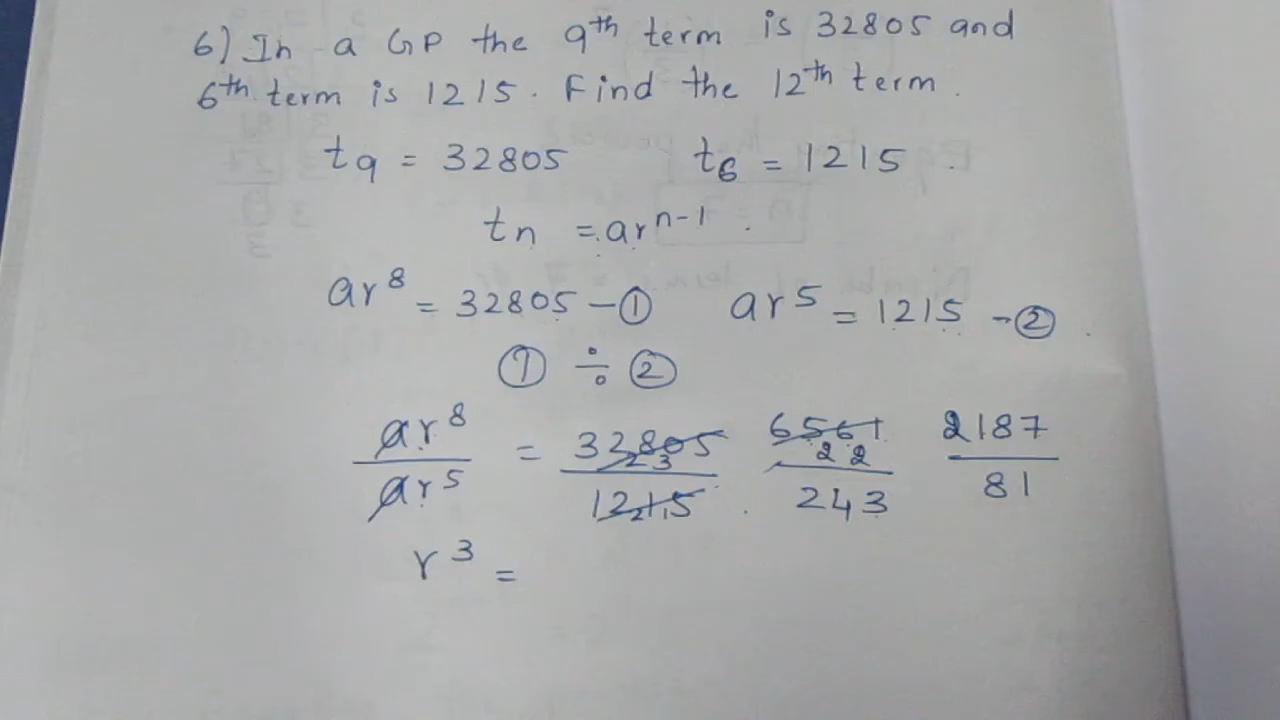 6) In a GP the 9th term is 32805 and
6th term is 1215. Find the 12th term.
t9 = 32805 t6 = 1215
tn = ar^n-1
ar^8 = 32805 - ① ar^5 = 1215 - ②
① ÷ ②
ar^8/ar^5 = 32805/1215 6561/243 2187/81
r^3 =